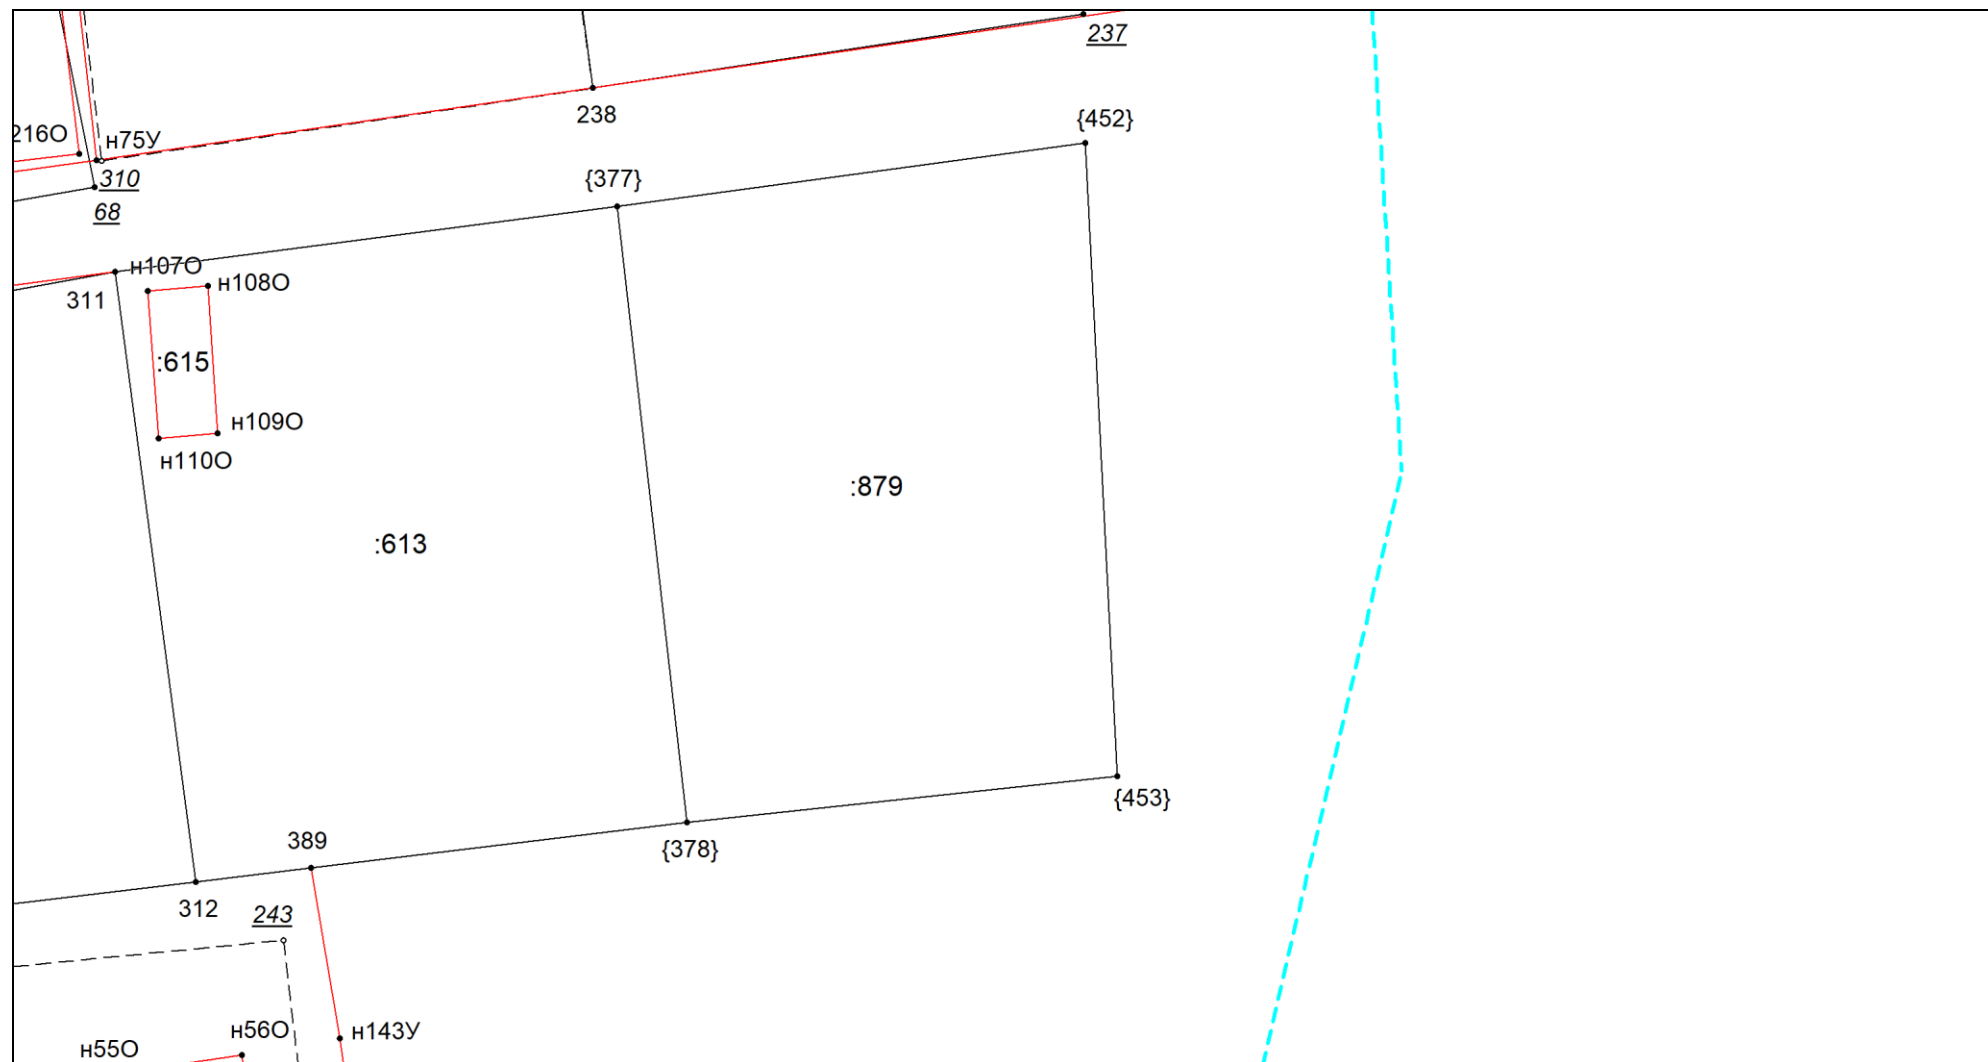 237
238
{452}
216О
н75У
310
{377}
68
н107О
н108О
311
:615
н109О
н110О
:879
:613
{453}
389
{378}
312
243
н56О
н143У
н55О